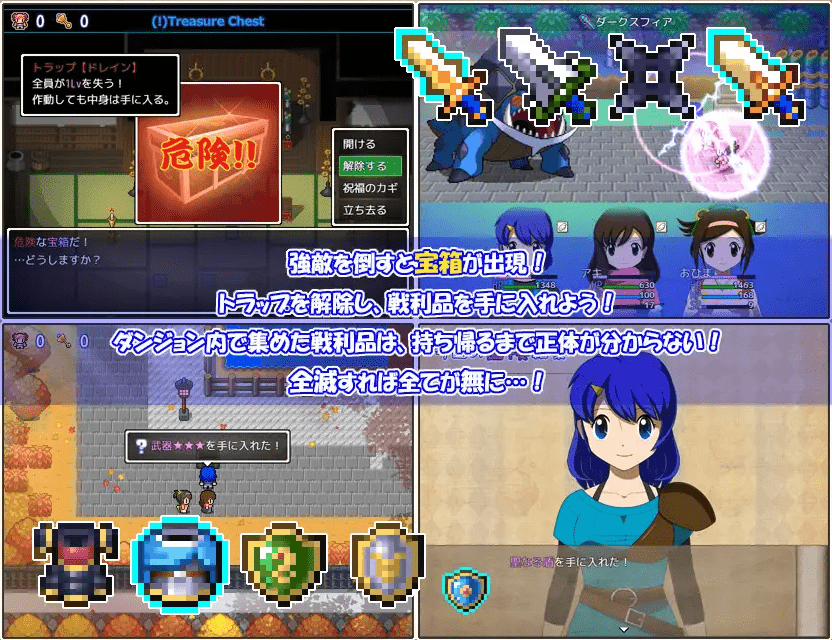 0 0 (!)Treasure Chest
トラップ【ドレイン】
全員が1Lvを失う！
作動しても中身は手に入る。
危険!!
開ける
解除する
祝福のカギ
立ち去る
危険な宝箱だ！
…どうしますか？
ダークスフィア
アキ
おひさま
1348
630
100
17
1463
168
9
強敵を倒すと宝箱が出現！
トラップを解除し、戦利品を手に入れよう！
ダンジョン内で集めた戦利品は、持ち帰るまで正体が分からない！
全滅すれば全てが無に…！
0 0
?武器★★★を手に入れた！
聖なる盾を手に入れた！